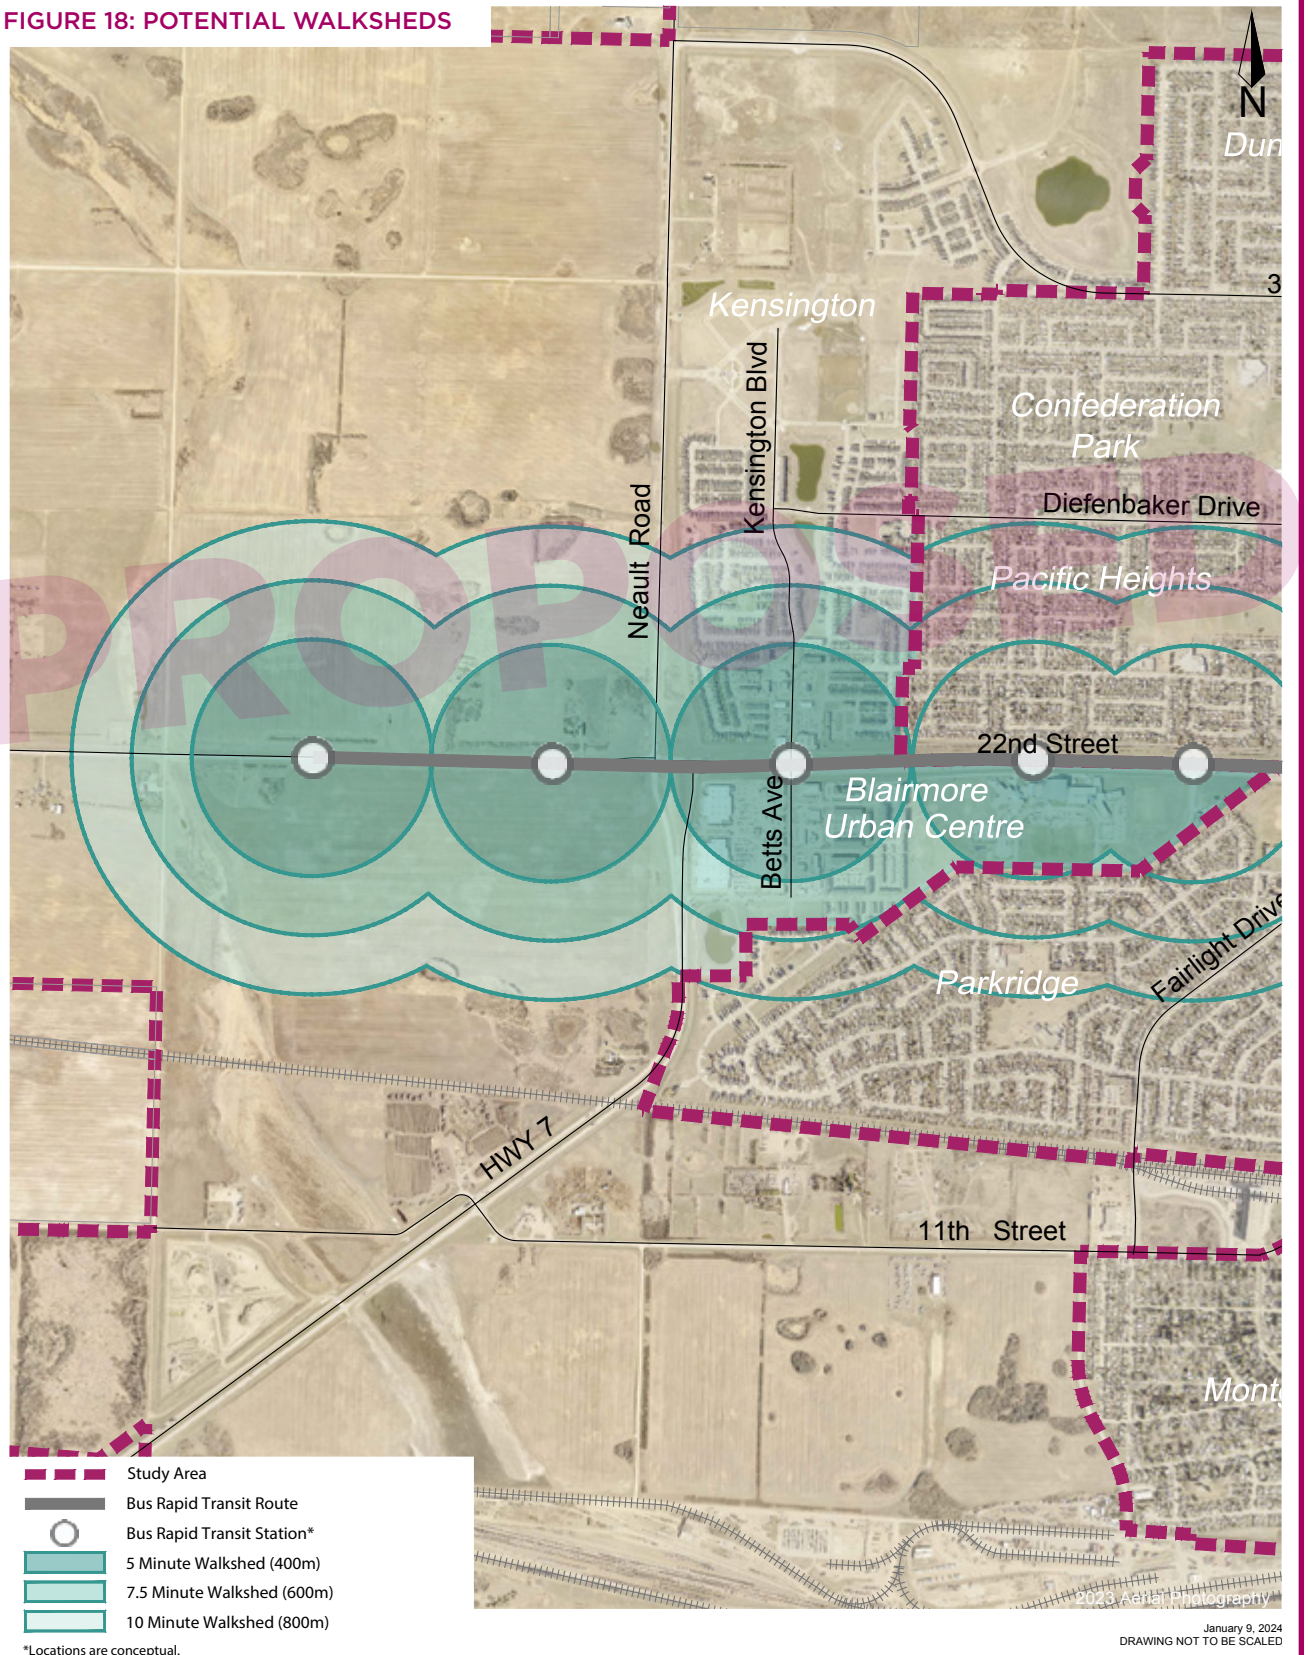 FIGURE 18: POTENTIAL WALKSHEDS
N
Dun
3
Kensington
Kensington Blvd
Confederation
Park
Diefenbaker Drive
Neault Road
PROPOSED
Pacific Heights
22nd Street
Blairmore
Urban Centre
Betts Ave
Fairlight Drive
Parkridge
HWY 7
11th Street
Mont
Study Area
Bus Rapid Transit Route
Bus Rapid Transit Station*
5 Minute Walkshed (400m)
7.5 Minute Walkshed (600m)
10 Minute Walkshed (800m)
*Locations are conceptual.
2023 Aerial Photography
January 9, 2024
DRAWING NOT TO BE SCALED